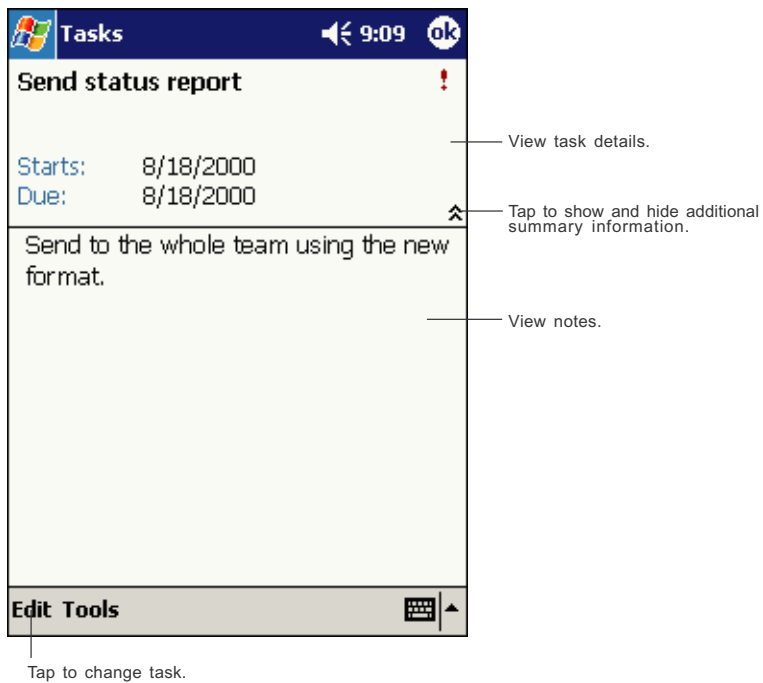 Tasks 9:09 ok
Send status report !
View task details.
Starts: 8/18/2000
Due: 8/18/2000
Tap to show and hide additional
summary information.
Send to the whole team using the new
format.
View notes.
Edit Tools
Tap to change task.